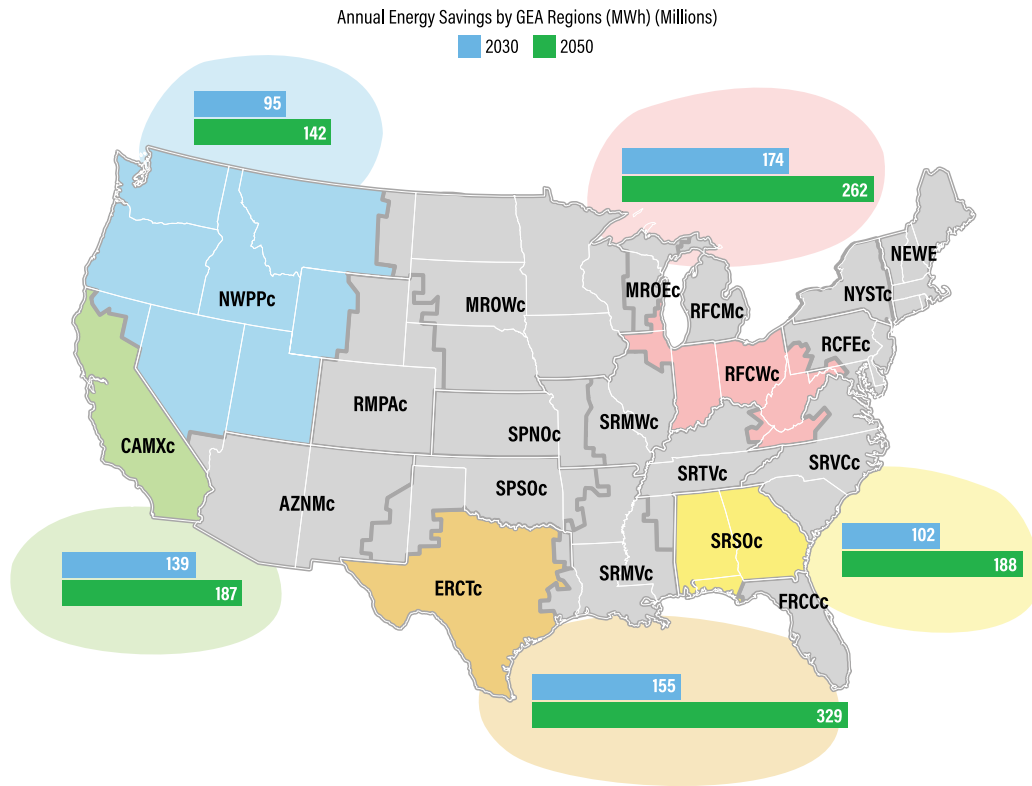 Annual Energy Savings by GEA Regions (MWh) (Millions)
2030 2050
95
142
174
262
NEWE
NWPPc
MROWc
MROEc
RFCMc
NYSTc
RCFEc
RFCWc
RMPAc
SPNOc
SRMWc
CAMXc
SRTVc
SRVCc
SPSOc
AZNMc
SRSOc
102
188
139
187
ERCTc
SRMVc
FRCCc
155
329